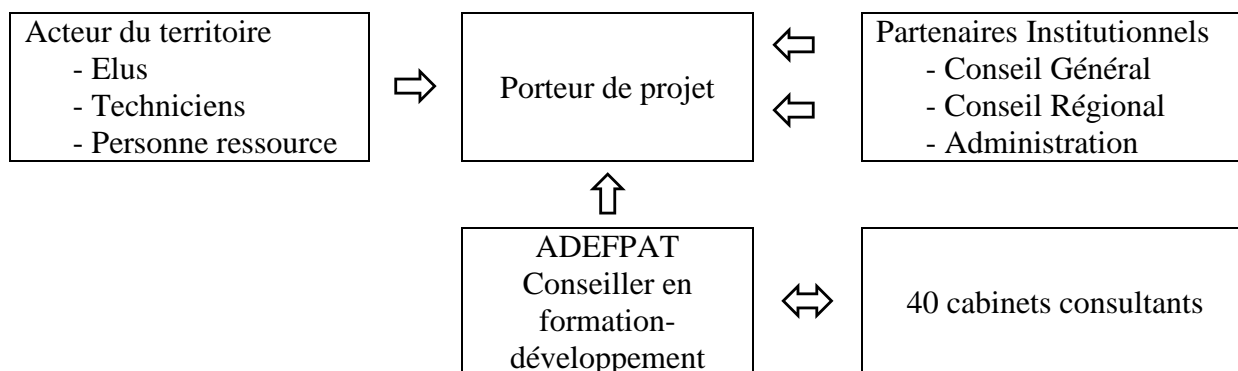 Acteur du territoire
- Elus
- Techniciens
- Personne ressource
Porteur de projet
Partenaires Institutionnels
- Conseil Général
- Conseil Régional
- Administration
ADEFPAT
Conseiller en
formation-
développement
40 cabinets consultants